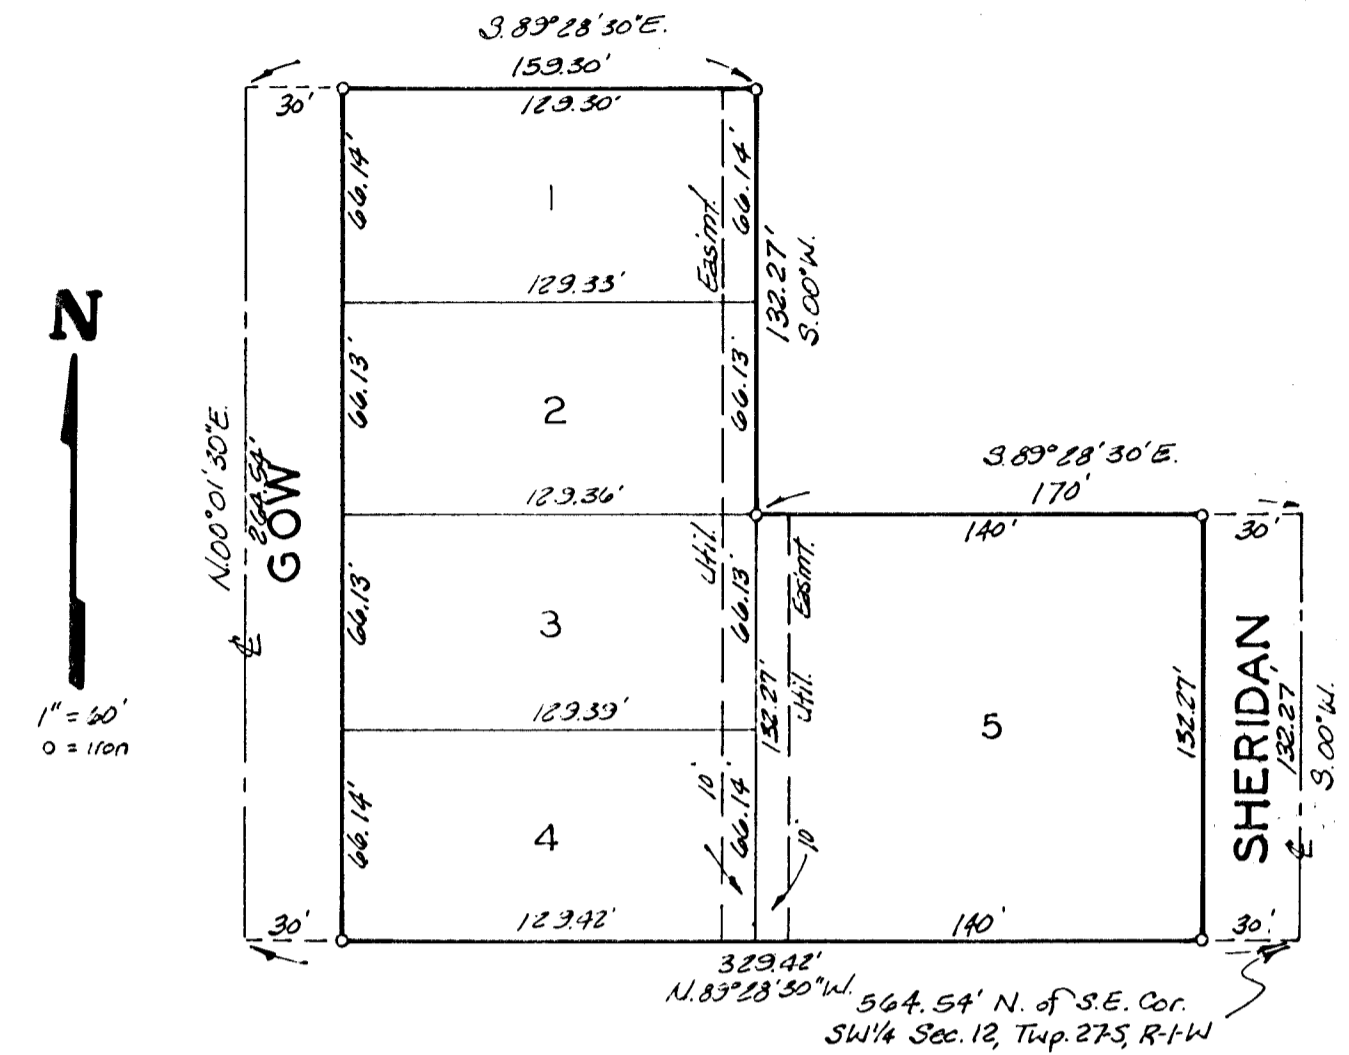 S.89°28'30"E.
159.30'
30'
129.30'
66.14'
1
Easm't.
66.14'
132.27'
S.00°W.
129.33'
N
66.13'
2
66.13'
N.00°01'30"E.
264.54'
GOW
129.36'
S.89°28'30'E.
170'
140'
30'
66.13'
3
Util.
66.13'
Easm't.
Util.
132.27'
129.39'
5
132.27'
SHERIDAN
132.27'
S.00°W.
℄
1" = 60'
o = iron
66.14'
4
10'
66.14'
10'
℄
30'
129.42'
140'
30'
329.42'
N.89°28'30"W.
564.54' N. of S.E. Cor.
SW1/4 Sec. 12, Twp. 27-S, R-1-W